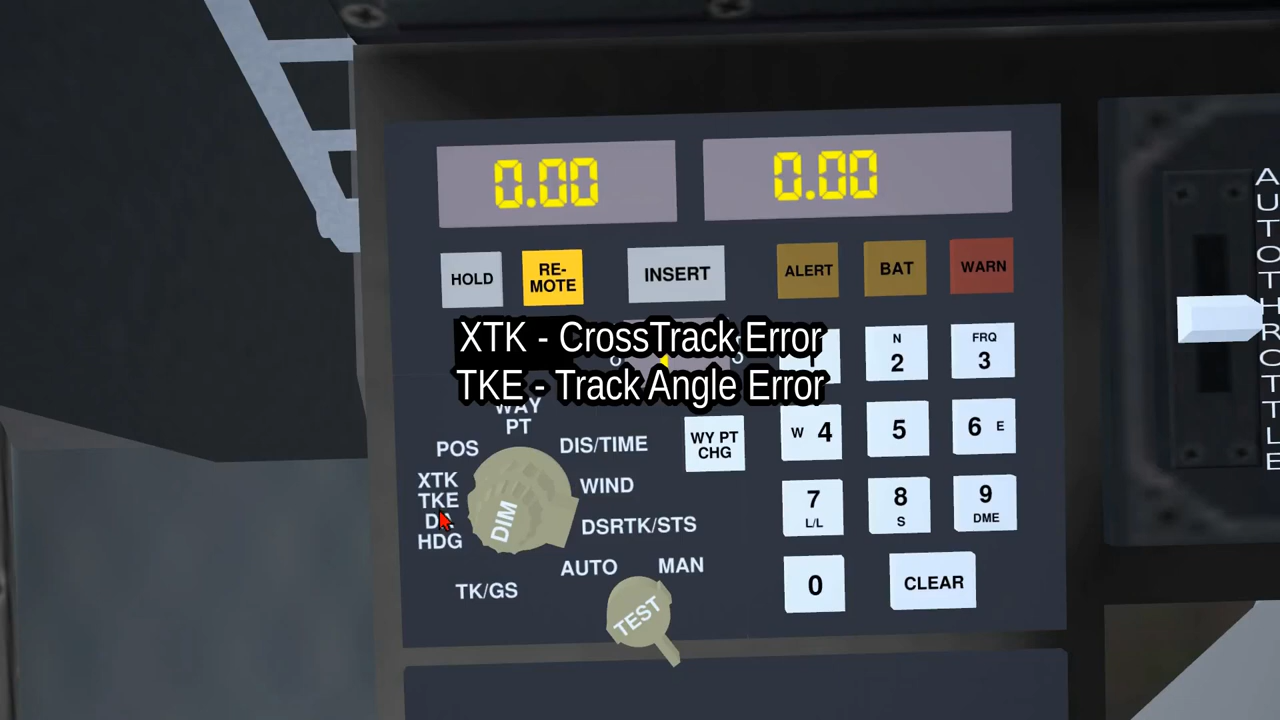 0.00 0.00
HOLD RE-MOTE INSERT ALERT BAT WARN
XTK - CrossTrack Error
TKE - Track Angle Error
N 2
FRQ 3
WAY PT
POS
DIS/TIME
WY PT CHG
W 4
5
6 E
XTK
TKE
HDG
DIM
WIND
DSRTK/STS
7 L/L
8 S
9 DME
TK/GS
AUTO
MAN
TEST
0
CLEAR
AUTOTHROTTLE